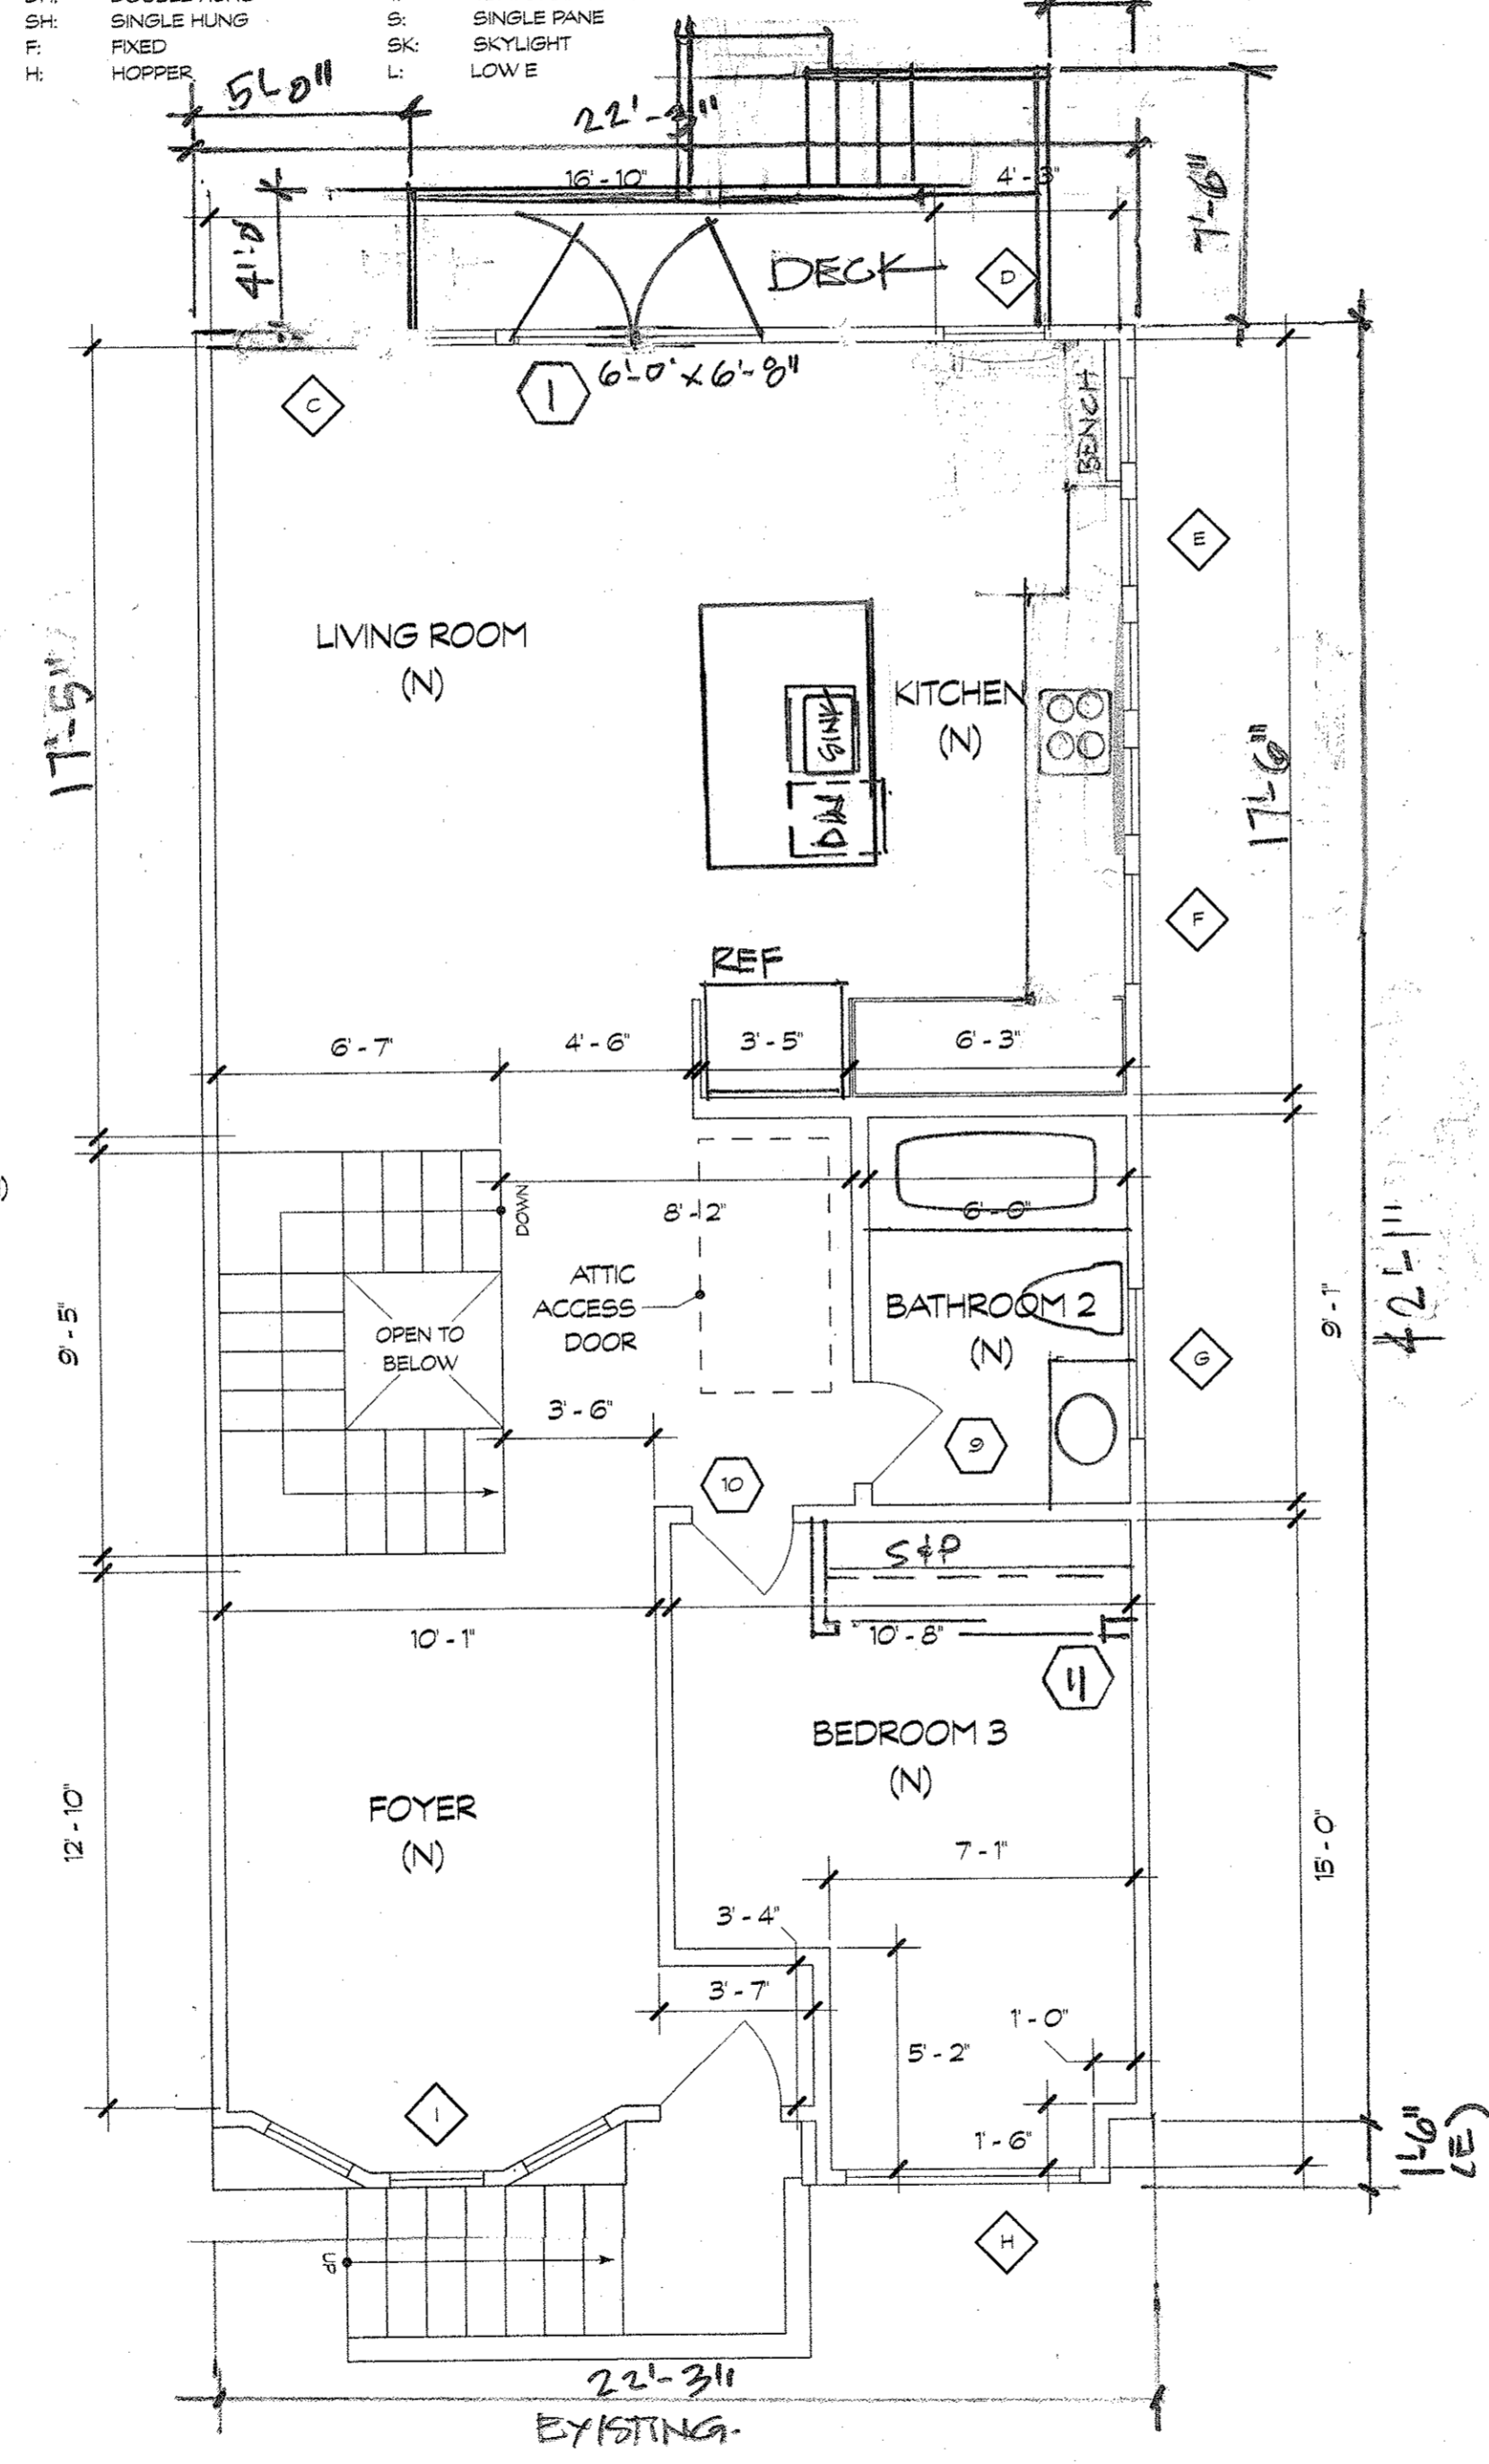 SH: SINGLE HUNG S: SINGLE PANE
F: FIXED SK: SKYLIGHT
H: HOPPER L: LOW E
5'-0"
22'-3"
16'-10" 4'-3"
4'-0
7'-6"
DECK
D
C
1
6'-0" x 6'-8"
BENCH
E
LIVING ROOM
(N)
KITCHEN
(N)
SINK
DW
17'-5"
17'-6"
F
REF
6'-7" 4'-6" 3'-5" 6'-3"
DOWN
8'-2" 6'-0"
ATTIC
ACCESS
DOOR
BATHROOM 2
(N)
OPEN TO
BELOW
9'-5"
9'-1"
42'-1"
G
3'-6"
9
10
S&P
10'-1" 10'-8"
11
BEDROOM 3
(N)
FOYER
(N)
12'-10"
15'-0"
7'-1"
3'-4"
3'-7"
1'-0"
5'-2"
I
1'-6"
1'-6"
(E)
H
UP
22'-3"
EXISTING.